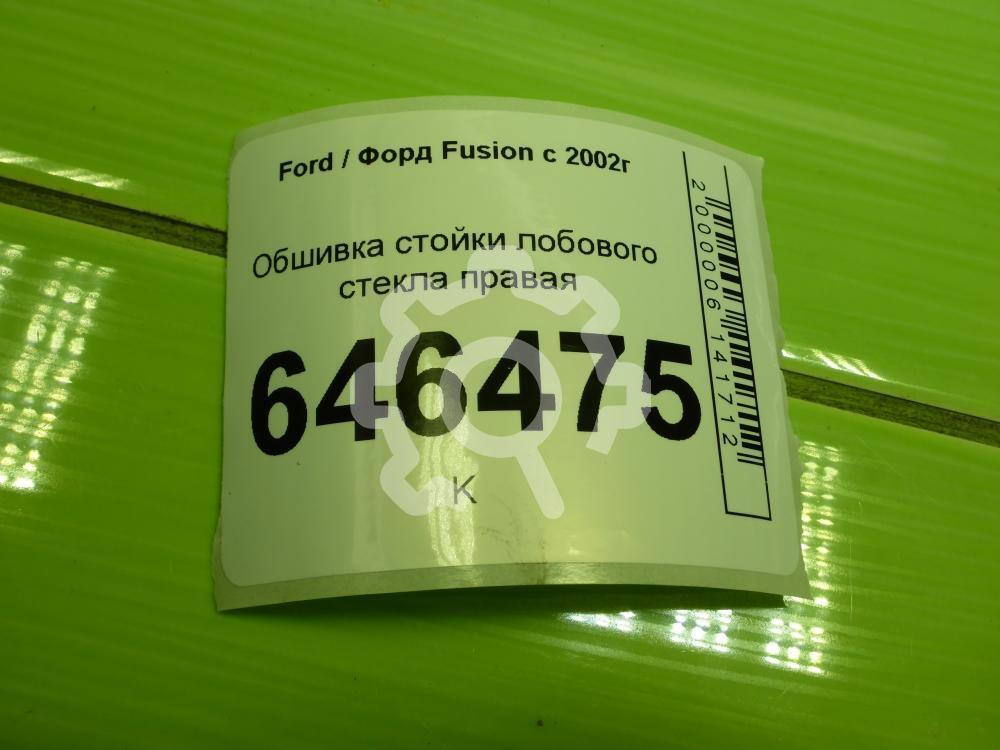 Ford / Форд Fusion с 2002г
Обшивка стойки лобового
стекла правая
646475
К
2000006141712